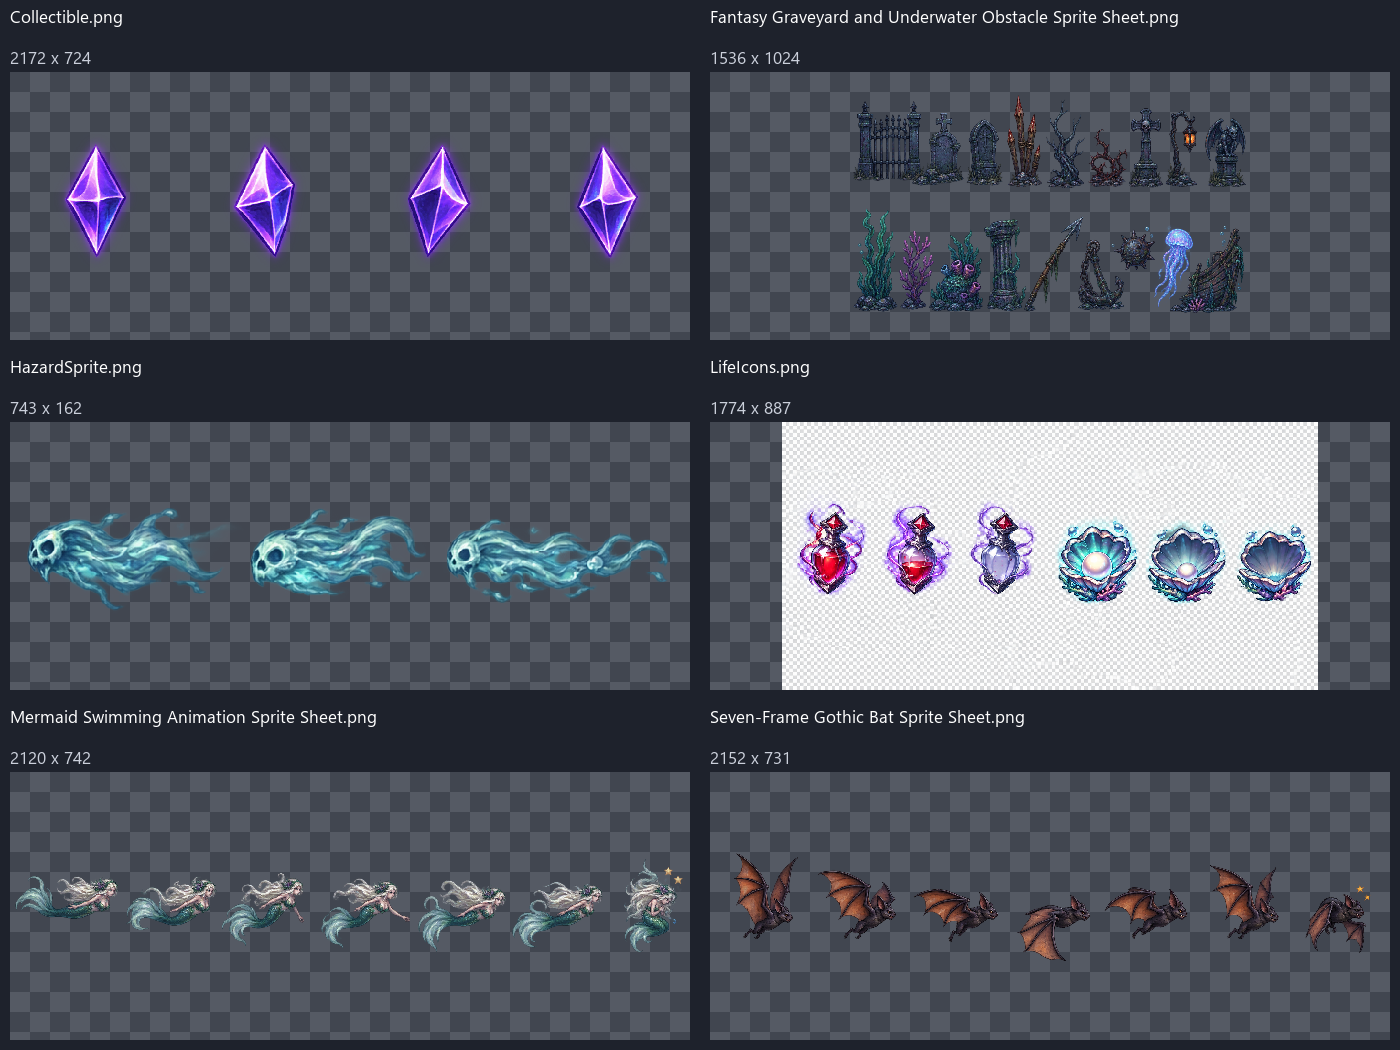 Collectible.png
2172 x 724
Fantasy Graveyard and Underwater Obstacle Sprite Sheet.png
1536 x 1024
HazardSprite.png
743 x 162
LifeIcons.png
1774 x 887
Mermaid Swimming Animation Sprite Sheet.png
2120 x 742
Seven-Frame Gothic Bat Sprite Sheet.png
2152 x 731